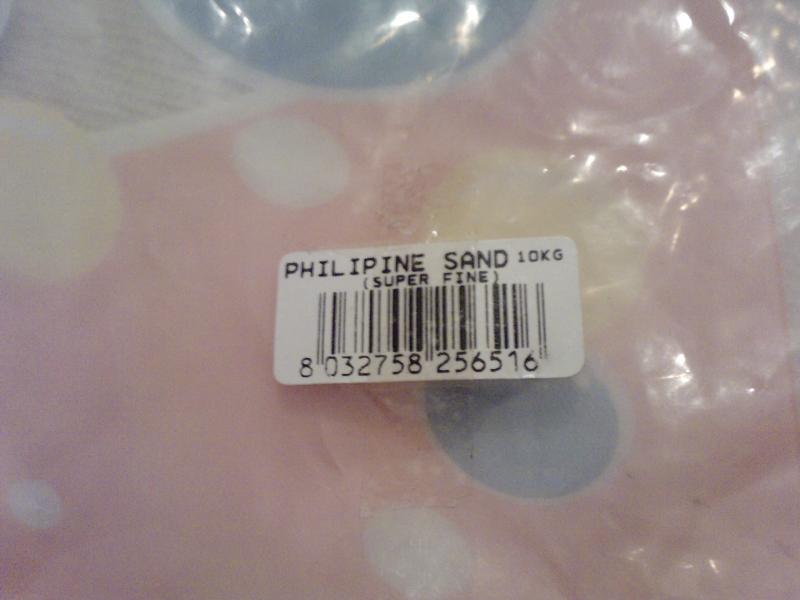 PHILIPINE SAND 10KG
(SUPER FINE)
8 032758 256516